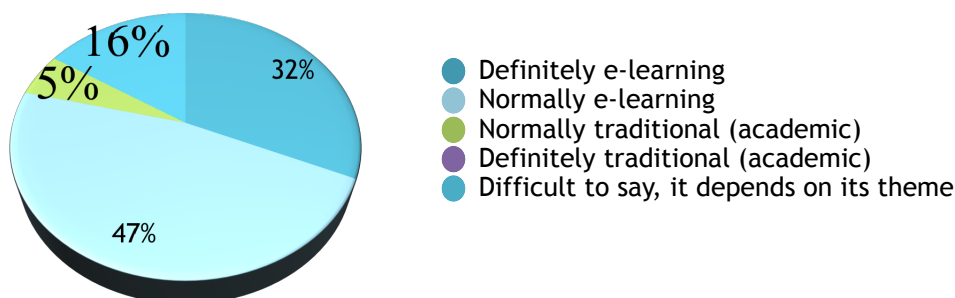 16%
32%
5%
47%
Definitely e-learning
Normally e-learning
Normally traditional (academic)
Definitely traditional (academic)
Difficult to say, it depends on its theme